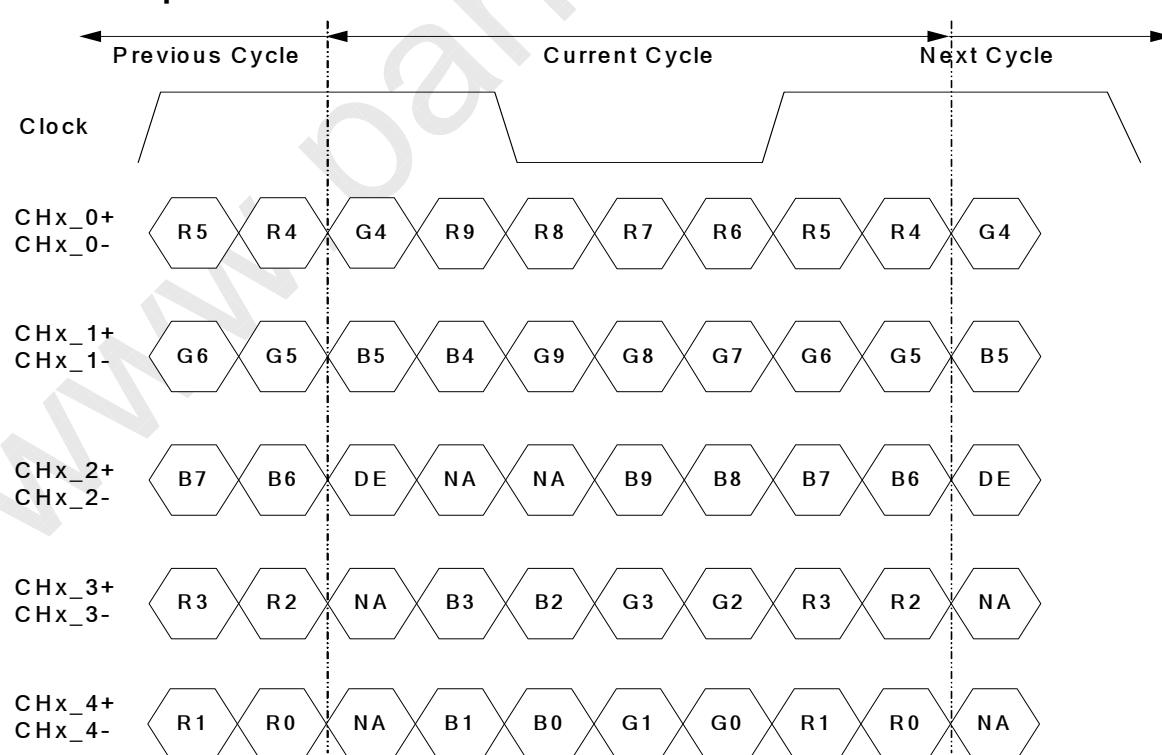 Previous Cycle Current Cycle Next Cycle
Clock
CHx_0+
CHx_0-
R5 R4 G4 R9 R8 R7 R6 R5 R4 G4
CHx_1+
CHx_1-
G6 G5 B5 B4 G9 G8 G7 G6 G5 B5
CHx_2+
CHx_2-
B7 B6 DE NA NA B9 B8 B7 B6 DE
CHx_3+
CHx_3-
R3 R2 NA B3 B2 G3 G2 R3 R2 NA
CHx_4+
CHx_4-
R1 R0 NA B1 B0 G1 G0 R1 R0 NA
www.pan